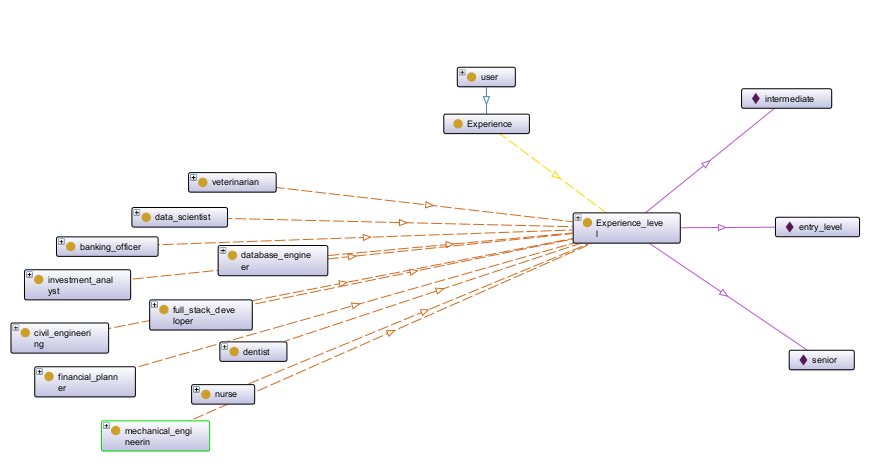 user
intermediate
Experience
veterinarian
data_scientist
Experience_leve
l
entry_level
banking_officer
database_engine
er
investment_anal
yst
full_stack_deve
loper
civil_engineeri
ng
dentist
senior
financial_plann
er
nurse
mechanical_engi
neerin